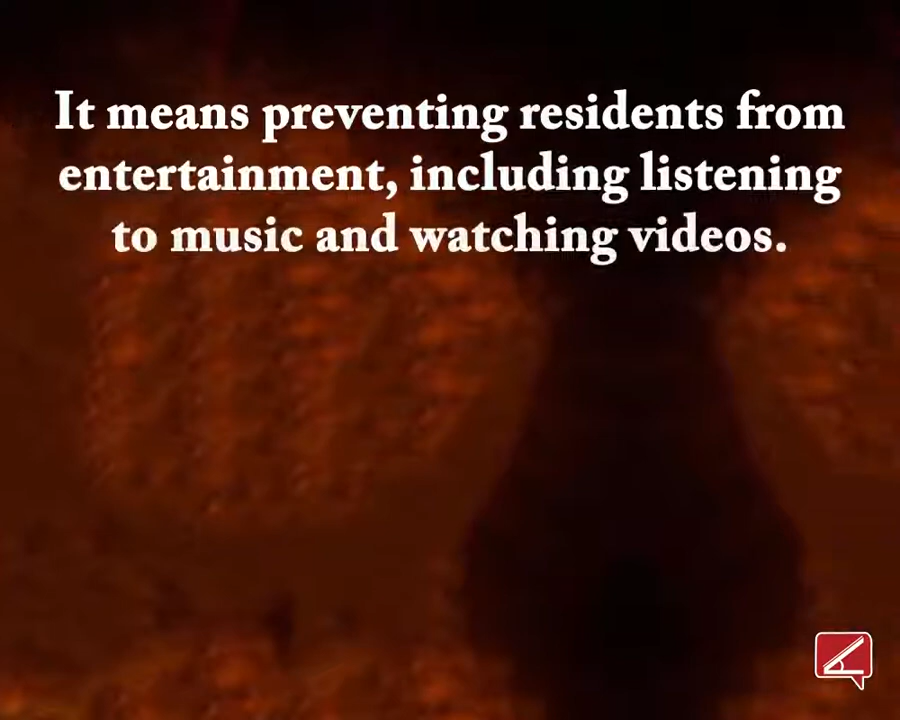 It means preventing residents from
entertainment, including listening
to music and watching videos.